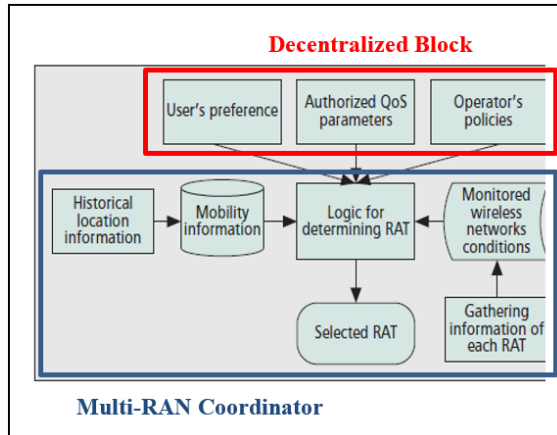 Decentralized Block
User's preference
Authorized QoS
parameters
Operator's
policies
Historical
location
information
Mobility
information
Logic for
determining RAT
Monitored
wireless
networks
conditions
Selected RAT
Gathering
information of
each RAT
Multi-RAN Coordinator